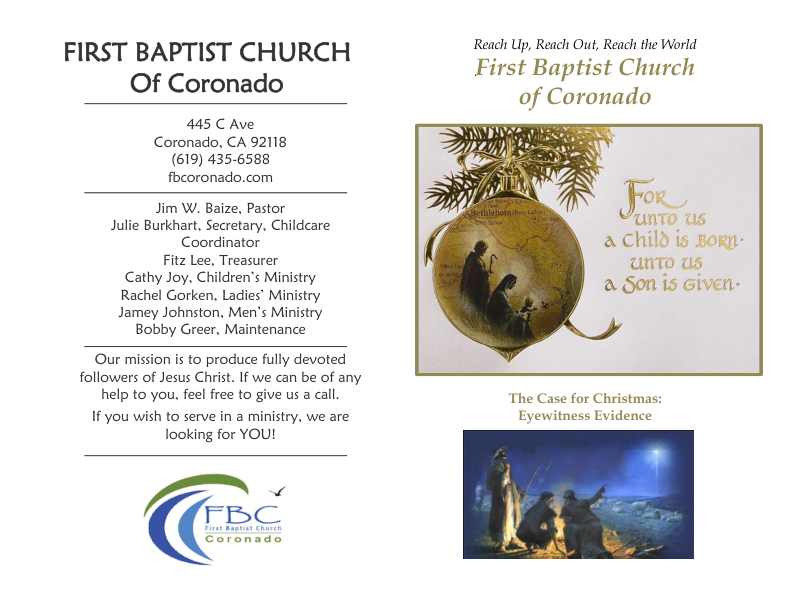 FIRST BAPTIST CHURCH
Of Coronado
445 C Ave
Coronado, CA 92118
(619) 435-6588
fbcoronado.com
Jim W. Baize, Pastor
Julie Burkhart, Secretary, Childcare
Coordinator
Fitz Lee, Treasurer
Cathy Joy, Children's Ministry
Rachel Gorken, Ladies' Ministry
Jamey Johnston, Men's Ministry
Bobby Greer, Maintenance
Our mission is to produce fully devoted
followers of Jesus Christ. If we can be of any
help to you, feel free to give us a call.
If you wish to serve in a ministry, we are
looking for YOU!
FBC
First Baptist Church
Coronado
Reach Up, Reach Out, Reach the World
First Baptist Church
of Coronado
Bethlehem
For
unto us
a Child is born·
unto us
a Son is given·
The Case for Christmas:
Eyewitness Evidence